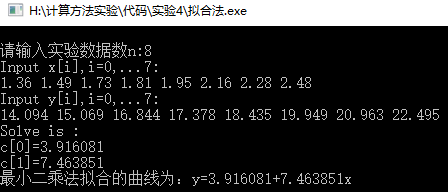 H:\计算方法实验\代码\实验4\拟合法.exe
请输入实验数据数n:8
Input x[i],i=0,...7:
1.36 1.49 1.73 1.81 1.95 2.16 2.28 2.48
Input y[i],i=0,...7:
14.094 15.069 16.844 17.378 18.435 19.949 20.963 22.495
Solve is :
c[0]=3.916081
c[1]=7.463851
最小二乘法拟合的曲线为: y=3.916081+7.463851x